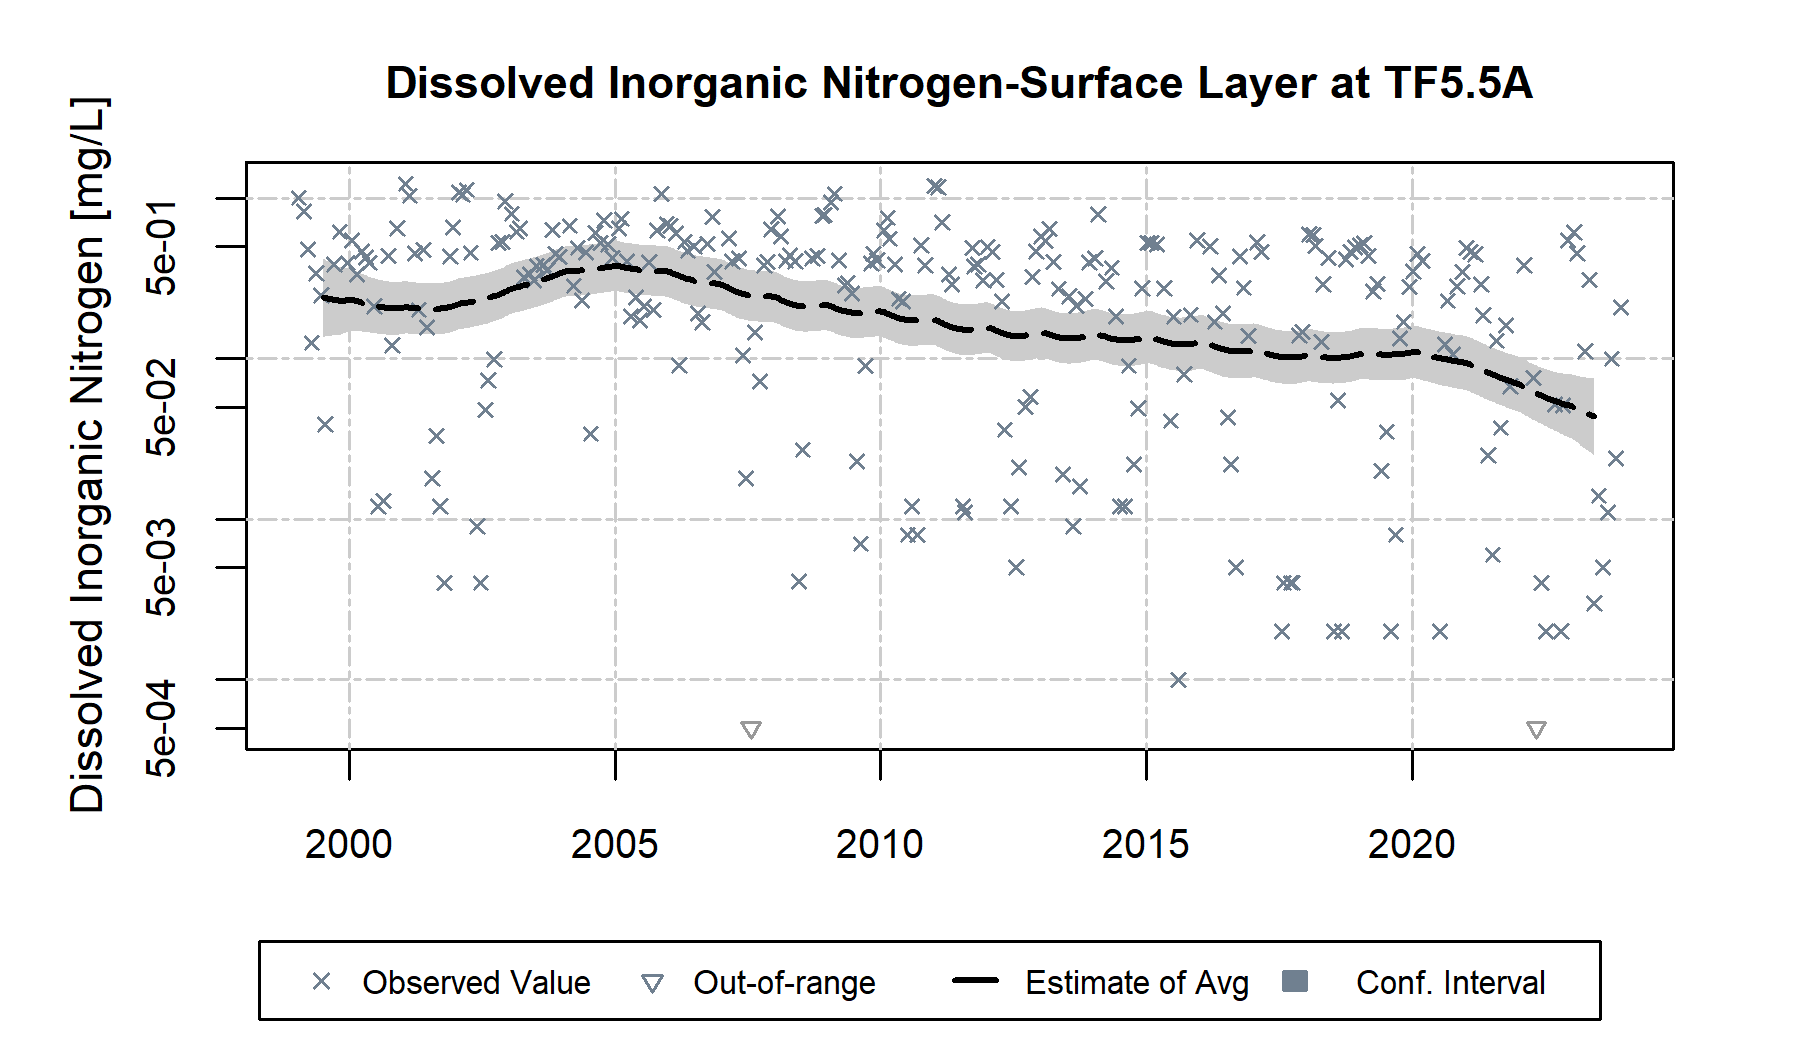 Dissolved Inorganic Nitrogen-Surface Layer at TF5.5A
Dissolved Inorganic Nitrogen [mg/L]
5e-01
5e-02
5e-03
5e-04
2000 2005 2010 2015 2020
Observed Value Out-of-range Estimate of Avg Conf. Interval